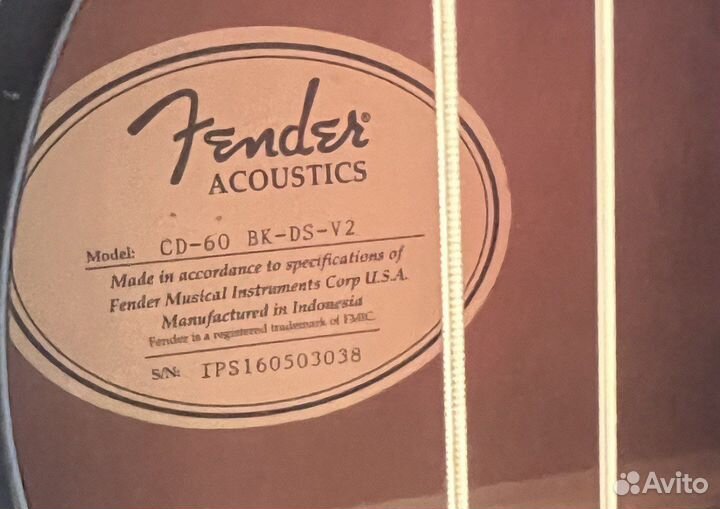 Fender®
ACOUSTICS
Model: CD-60 BK-DS-V2
Made in accordance to specifications of
Fender Musical Instruments Corp U.S.A.
Manufactured in Indonesia
Fender is a registered trademark of FMIC.
S/N: IPS160503038
Avito